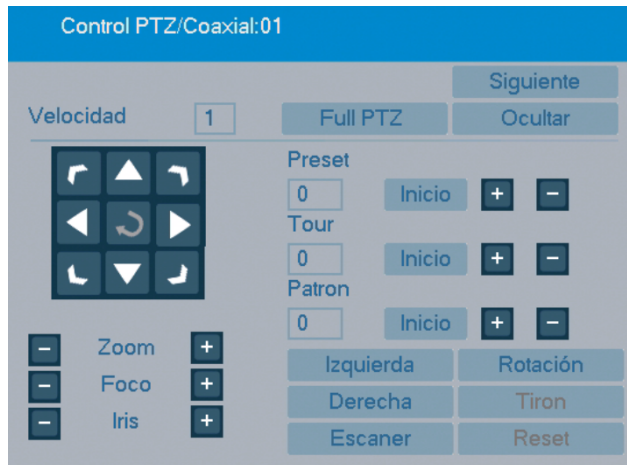 Control PTZ/Coaxial:01
Siguiente
Velocidad 1 Full PTZ Ocultar
Preset
0 Inicio + −
Tour
0 Inicio + −
Patron
0 Inicio + −
− Zoom +
− Foco +
− Iris +
Izquierda Rotación
Derecha Tiron
Escaner Reset